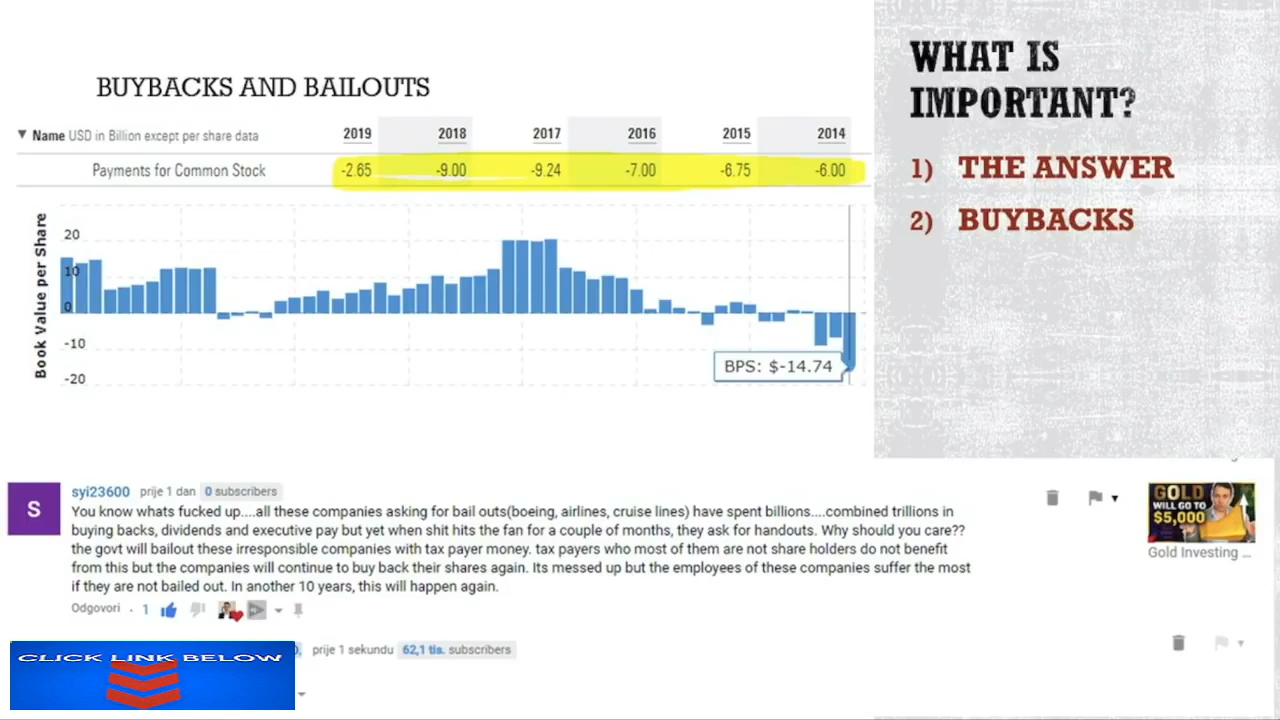 BUYBACKS AND BAILOUTS
▼ Name USD in Billion except per share data 2019 2018 2017 2016 2015 2014
Payments for Common Stock -2.65 -9.00 -9.24 -7.00 -6.75 -6.00
Book Value per Share
20
10
0
-10
-20
BPS: $-14.74
WHAT IS
IMPORTANT?
1) THE ANSWER
2) BUYBACKS
S
syi23600 prije 1 dan 0 subscribers
You know whats fucked up....all these companies asking for bailouts(boeing, airlines, cruise lines) have spent billions....combined trillions in
buying backs, dividends and executive pay but yet when shit hits the fan for a couple of months, they ask for handouts. Why should you care??
the govt will bailout these irresponsible companies with tax payer money. tax payers who most of them are not share holders do not benefit
from this but the companies will continue to buy back their shares again. Its messed up but the employees of these companies suffer the most
if they are not bailed out. In another 10 years, this will happen again.
Odgovori . 1
GOLD
WILL GO TO
$5,000
Gold Investing ...
CLICK LINK BELOW
prije 1 sekundu 62,1 tis. subscribers